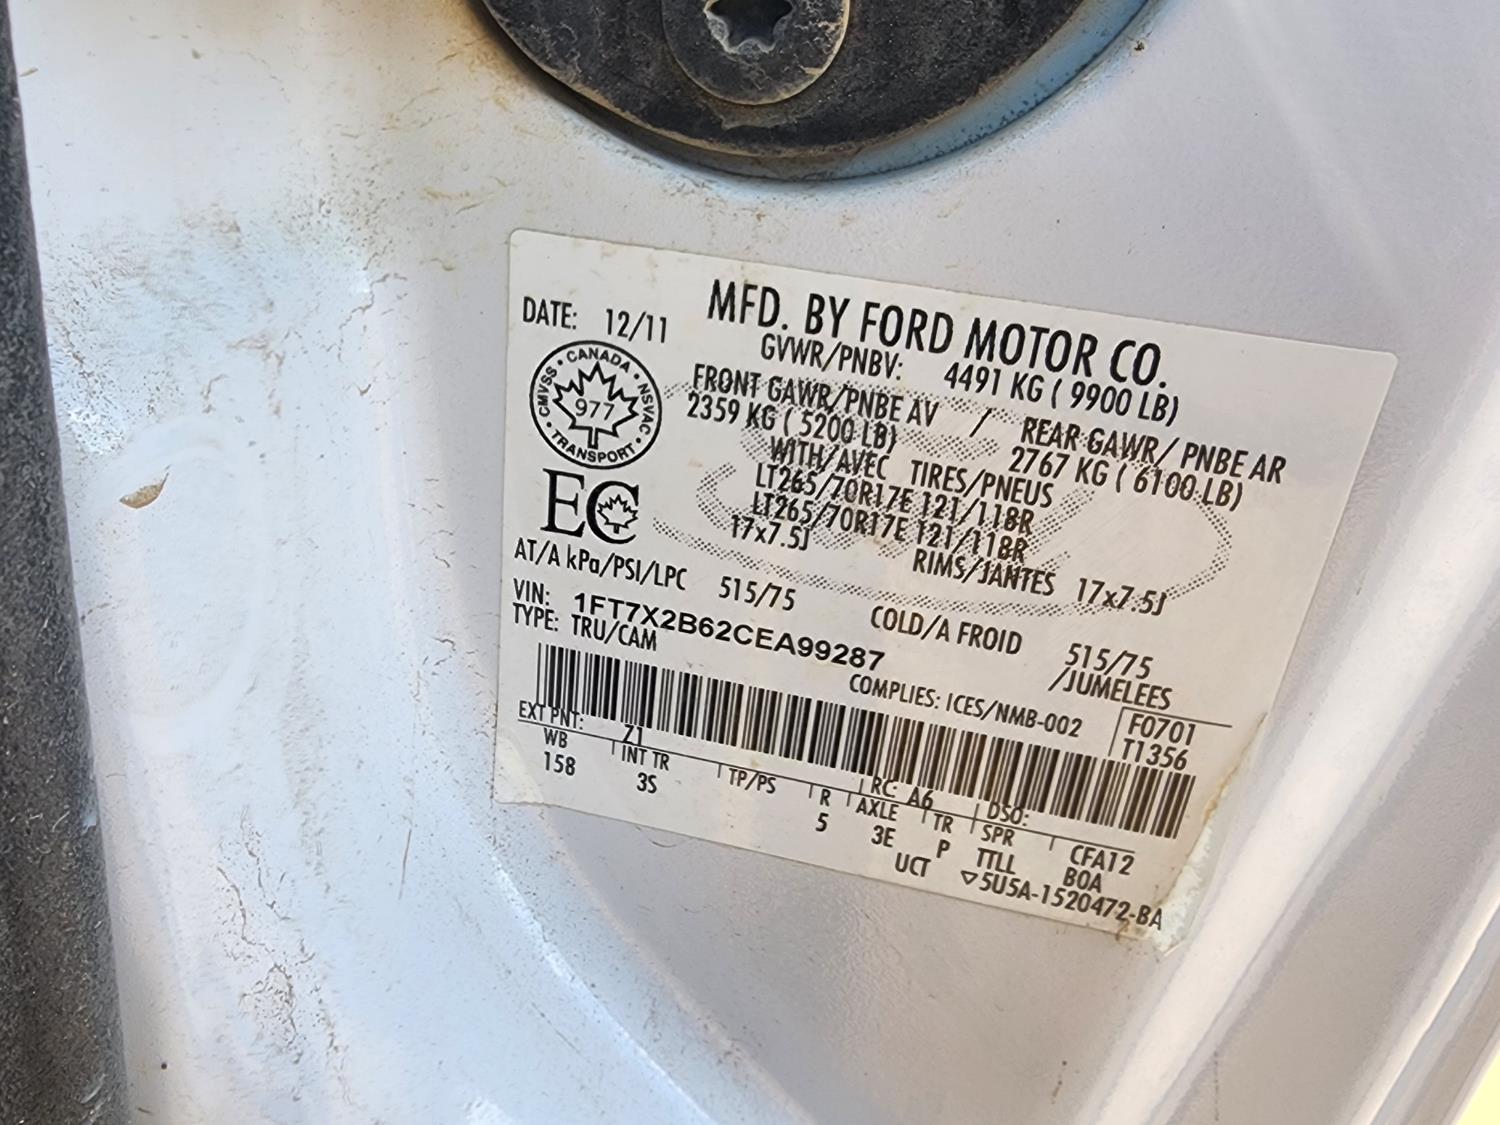 MFD. BY FORD MOTOR CO.
DATE: 12/11
GVWR/PNBV: 4491 KG ( 9900 LB)
FRONT GAWR/PNBE AV / REAR GAWR/ PNBE AR
2359 KG ( 5200 LB) 2767 KG ( 6100 LB)
WITH/AVEC TIRES/PNEUS
LT265/70R17E 121/118R
LT265/70R17E 121/118R
17x7.5J RIMS/JANTES 17x7.5J
CANADA
CMVSS
NSVAC
977
TRANSPORT
EC
AT/A kPa/PSI/LPC 515/75 COLD/A FROID 515/75
VIN: 1FT7X2B62CEA99287 /JUMELEES
TYPE: TRU/CAM COMPLIES: ICES/NMB-002 F0701
T1356
EXT PNT: Z1 RC: A6 DSO:
WB INT TR TP/PS R AXLE TR SPR CFA12
158 3S 5 3E P TTLL BOA
UCT ▽5U5A-1520472-BA